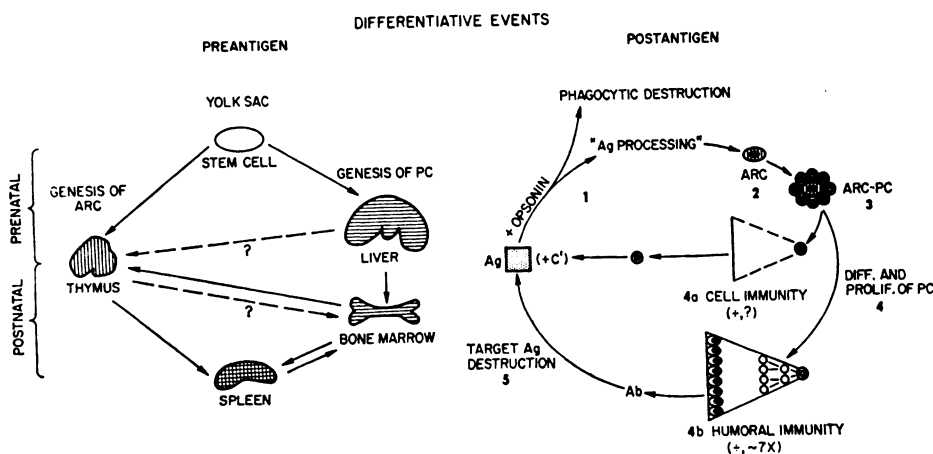 DIFFERENTIATIVE EVENTS
PREANTIGEN
YOLK SAC
STEM CELL
PRENATAL
POSTNATAL
GENESIS OF
ARC
GENESIS OF PC
THYMUS
?
LIVER
?
BONE MARROW
SPLEEN
POSTANTIGEN
PHAGOCYTIC DESTRUCTION
"Ag PROCESSING"
+ OPSONIN
1
ARC
2
ARC-PC
3
Ag
(+C')
4a CELL IMMUNITY
(+,?)
DIFF. AND
PROLIF. OF PC
4
TARGET Ag
DESTRUCTION
5
Ab
4b HUMORAL IMMUNITY
(+,~7X)